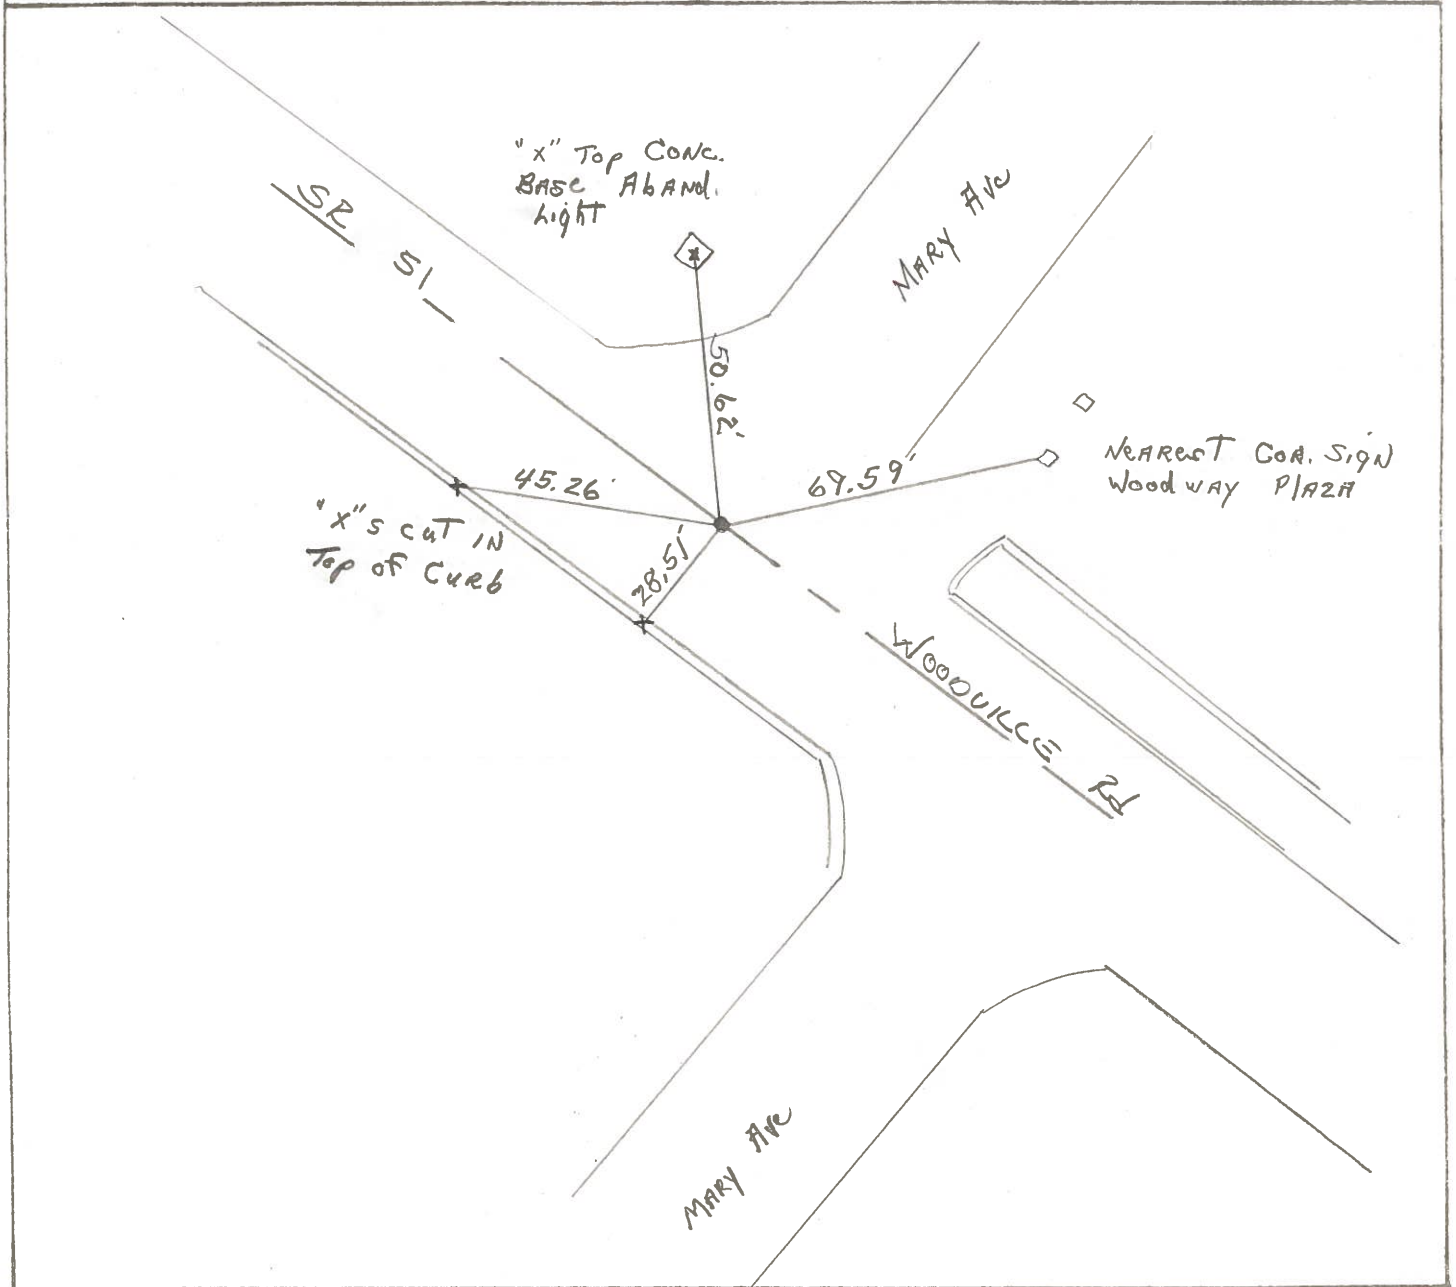 "x" Top Conc.
Base Aband.
Light
SR 51
Mary Ave
50.62'
45.26'
69.59'
Nearest Cor. Sign
Woodway Plaza
"x"s cut in
Top of Curb
28.51'
Rd
Mary Ave